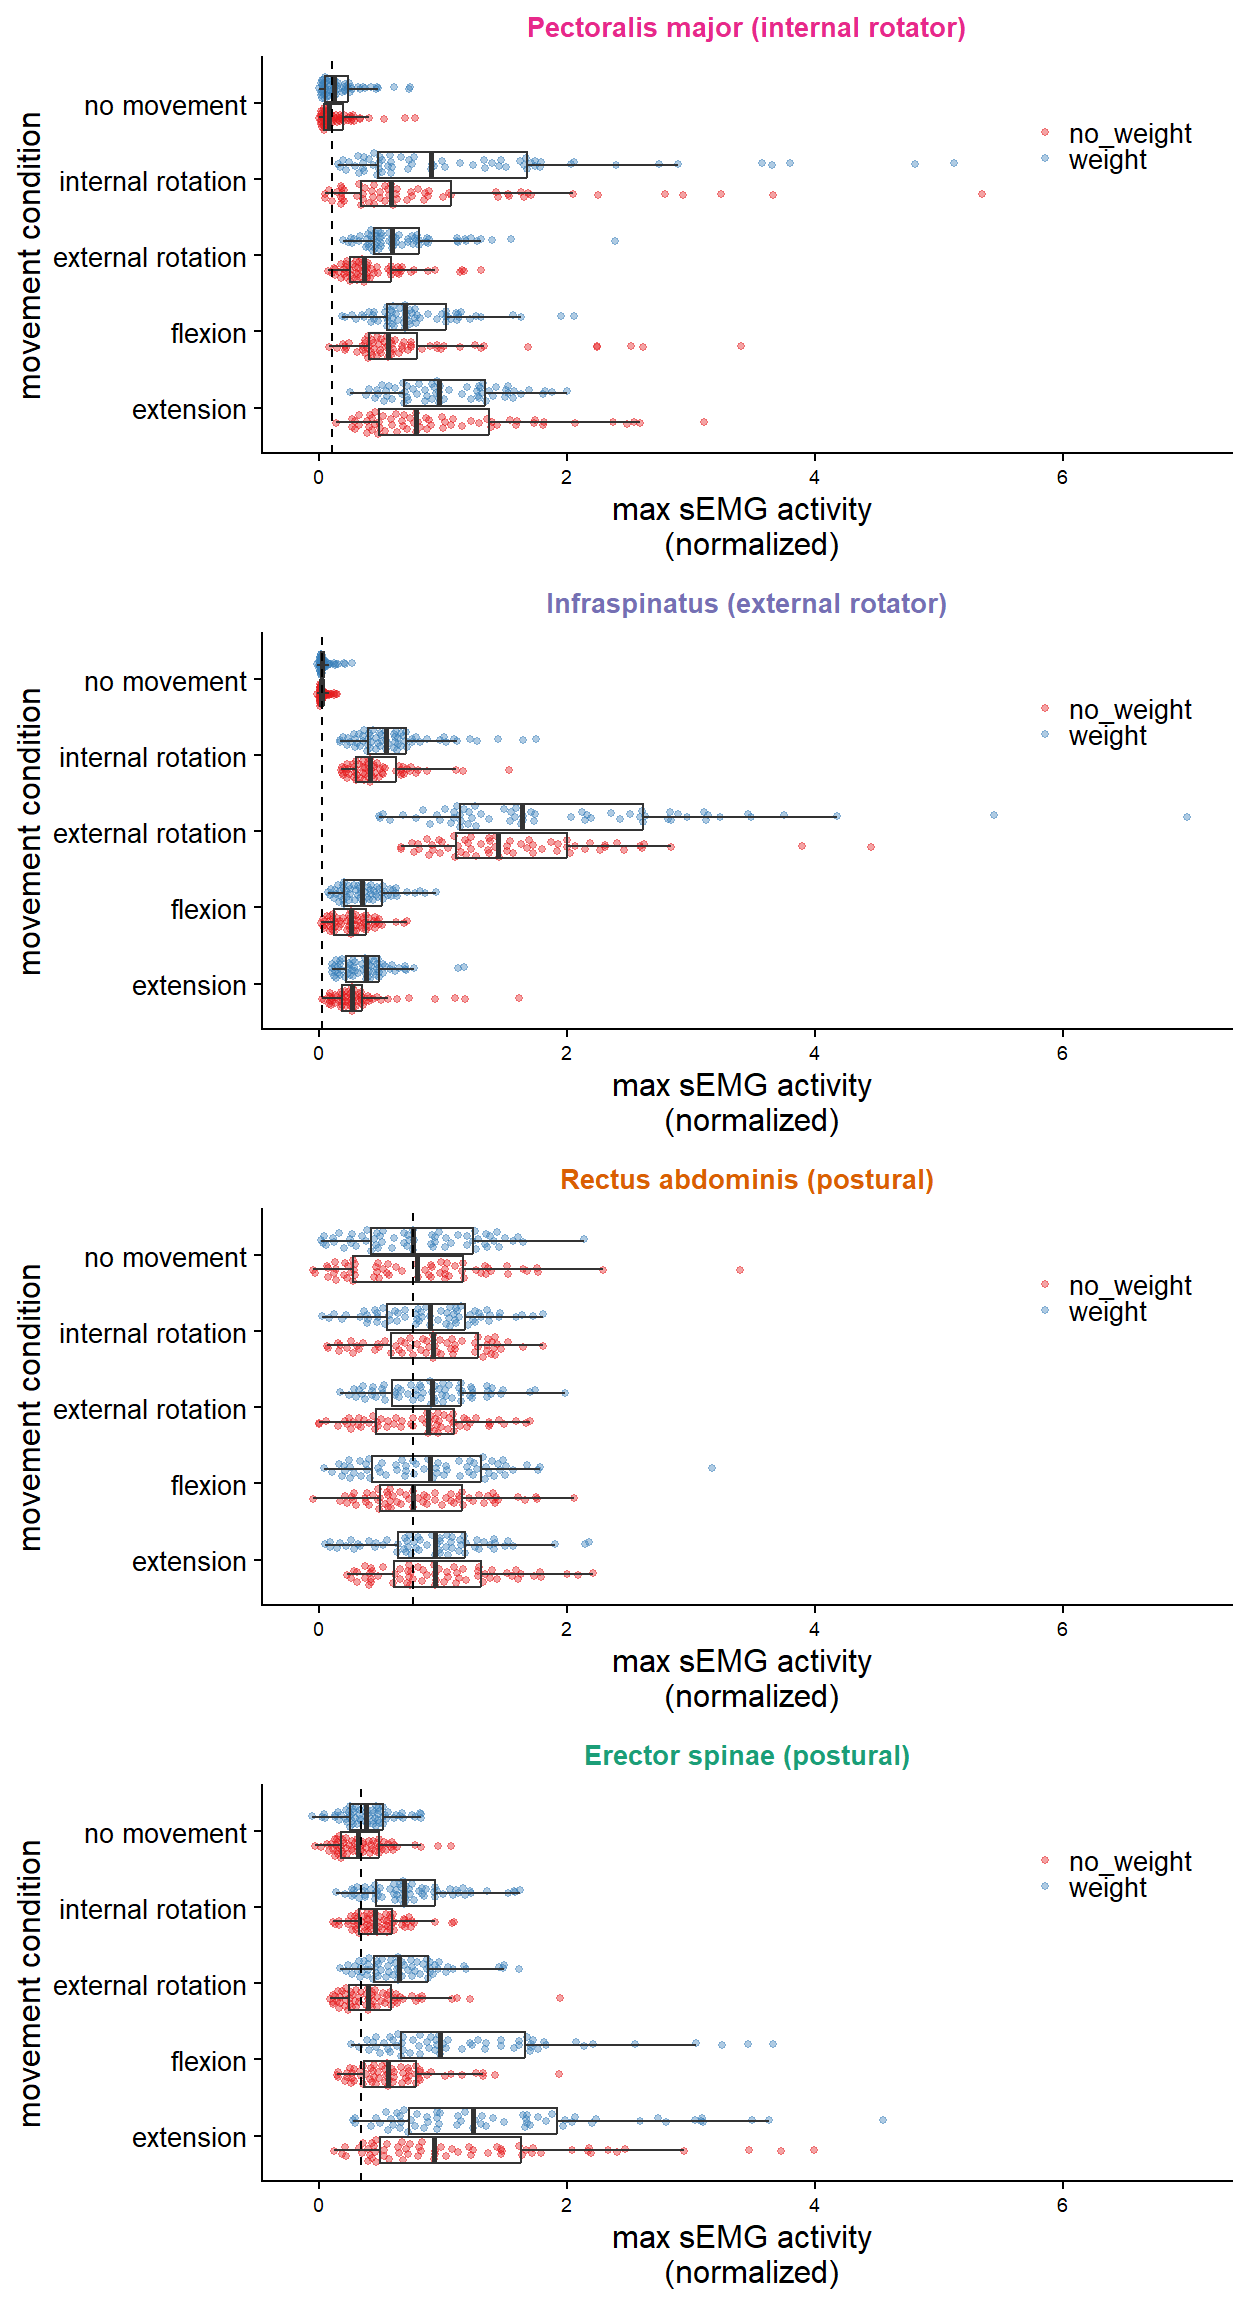 Pectoralis major (internal rotator)
movement condition
no movement
internal rotation
external rotation
flexion
extension
no_weight
weight
0 2 4 6
max sEMG activity
(normalized)
Infraspinatus (external rotator)
movement condition
no movement
internal rotation
external rotation
flexion
extension
no_weight
weight
0 2 4 6
max sEMG activity
(normalized)
Rectus abdominis (postural)
movement condition
no movement
internal rotation
external rotation
flexion
extension
no_weight
weight
0 2 4 6
max sEMG activity
(normalized)
Erector spinae (postural)
movement condition
no movement
internal rotation
external rotation
flexion
extension
no_weight
weight
0 2 4 6
max sEMG activity
(normalized)